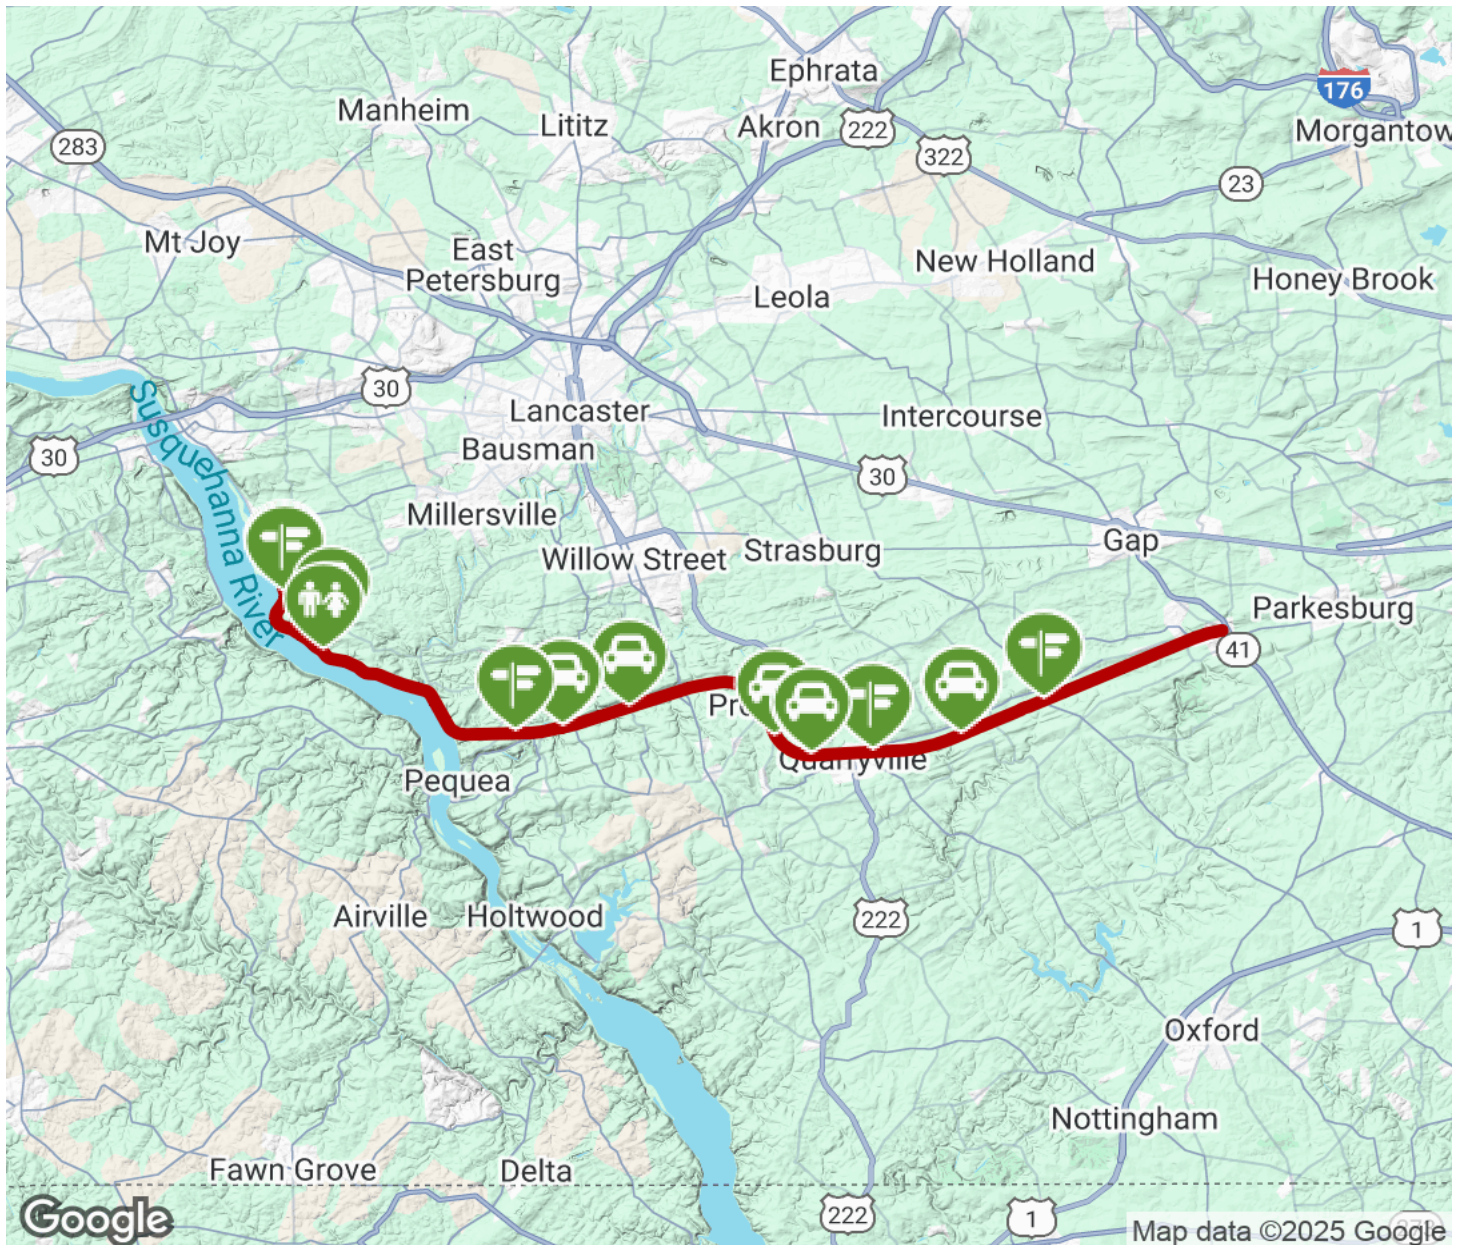 Ephrata
176
Manheim
Lititz
Akron
222
Morgantow
283
322
23
Mt Joy
East
Petersburg
New Holland
Honey Brook
Leola
30
Susquehanna River
Lancaster
Intercourse
30
Bausman
30
Millersville
Willow Street
Strasburg
Gap
Parkesburg
41
Pro
Quarryville
Pequea
Airville
Holtwood
222
1
Oxford
Nottingham
Fawn Grove
Delta
222
1
Google
Map data ©2025 Google